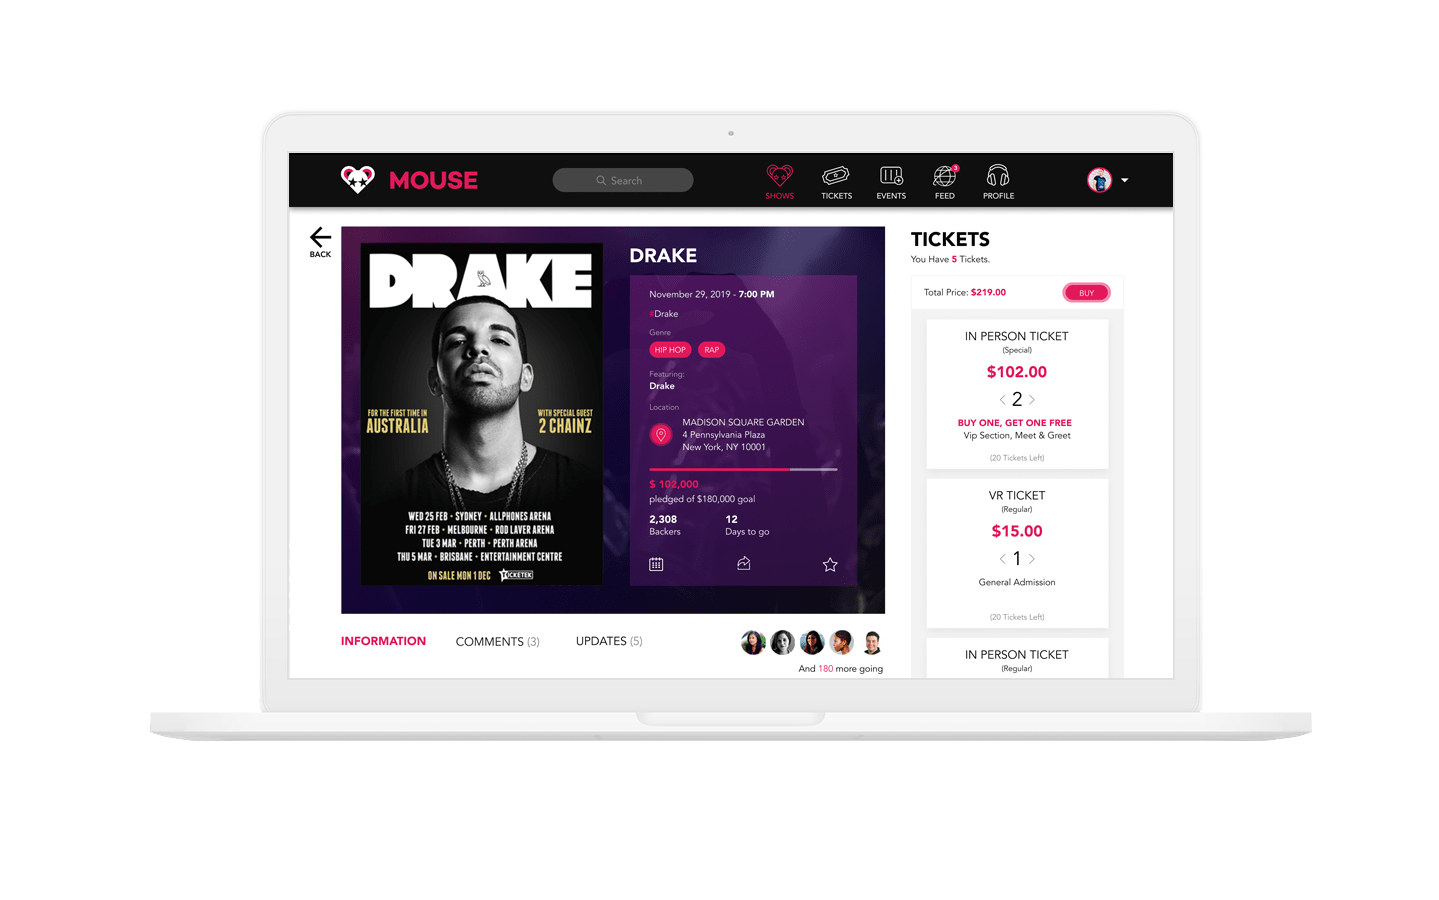 MOUSE
Search
SHOWS
TICKETS
EVENTS
3
FEED
PROFILE
BACK
DRAKE
FOR THE FIRST TIME IN
AUSTRALIA
WITH SPECIAL GUEST
2 CHAINZ
WED 25 FEB • SYDNEY • ALLPHONES ARENA
FRI 27 FEB • MELBOURNE • ROD LAVER ARENA
TUE 3 MAR • PERTH • PERTH ARENA
THU 5 MAR • BRISBANE • ENTERTAINMENT CENTRE
ON SALE MON 1 DEC TICKETEK
DRAKE
November 29, 2019 - 7:00 PM
#Drake
Genre
HIP HOP RAP
Featuring:
Drake
Location
MADISON SQUARE GARDEN
4 Pennsylvania Plaza
New York, NY 10001
$ 102,000
pledged of $180,000 goal
2,308 12
Backers Days to go
INFORMATION COMMENTS (3) UPDATES (5)
And 180 more going
TICKETS
You Have 5 Tickets.
Total Price: $219.00 BUY
IN PERSON TICKET
(Special)
$102.00
< 2 >
BUY ONE, GET ONE FREE
Vip Section, Meet & Greet
(20 Tickets Left)
VR TICKET
(Regular)
$15.00
< 1 >
General Admission
(20 Tickets Left)
IN PERSON TICKET
(Regular)